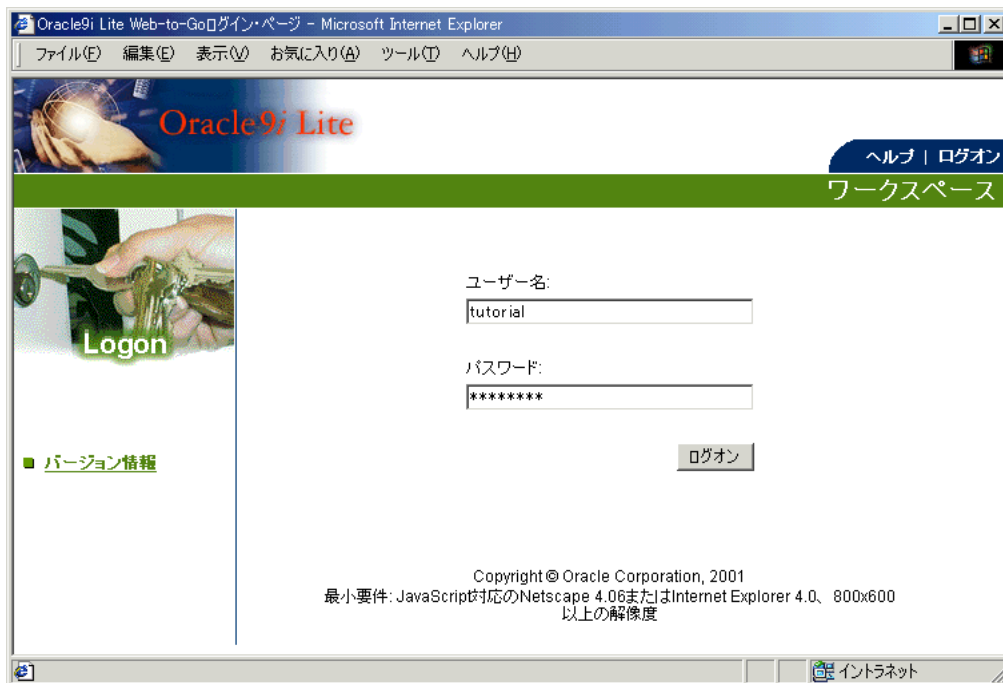 Oracle9i Lite Web-to-Goログイン・ページ - Microsoft Internet Explorer
ファイル(F) 編集(E) 表示(V) お気に入り(A) ツール(T) ヘルプ(H)
Oracle9i Lite
ヘルプ | ログオン
ワークスペース
Logon
ユーザー名:
tutorial
パスワード:
********
ログオン
バージョン情報
Copyright © Oracle Corporation, 2001
最小要件: JavaScript対応のNetscape 4.06またはInternet Explorer 4.0、800x600
以上の解像度
イントラネット